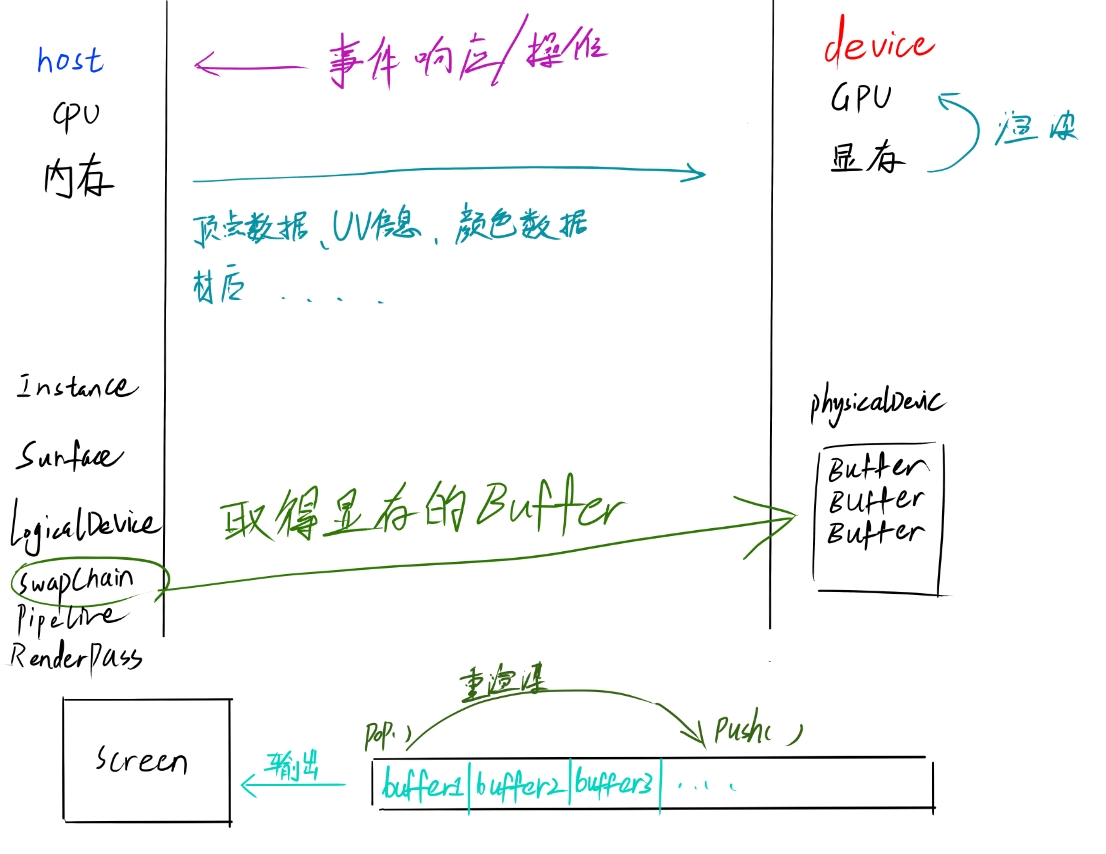 host
CPU
内存
事件响应/操作
device
GPU
显存
渲染
顶点数据、UV信息、颜色数据
材质 . . . .
Instance
Surface
LogicalDevice
SwapChain
Pipeline
RenderPass
取得显存的Buffer
physicalDevic
Buffer
Buffer
Buffer
重渲染
pop()
Push( )
Screen
输出
buffer1
buffer2
buffer3
. . . .